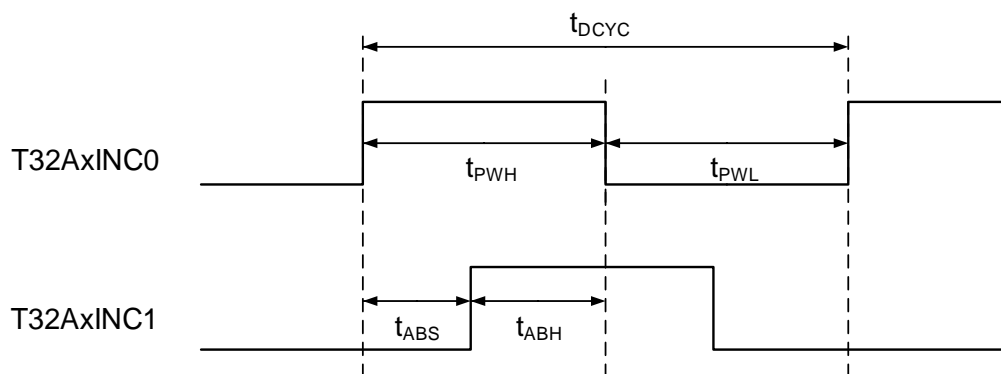 tDCYC
T32AxINC0
tPWH
tPWL
T32AxINC1
tABS
tABH